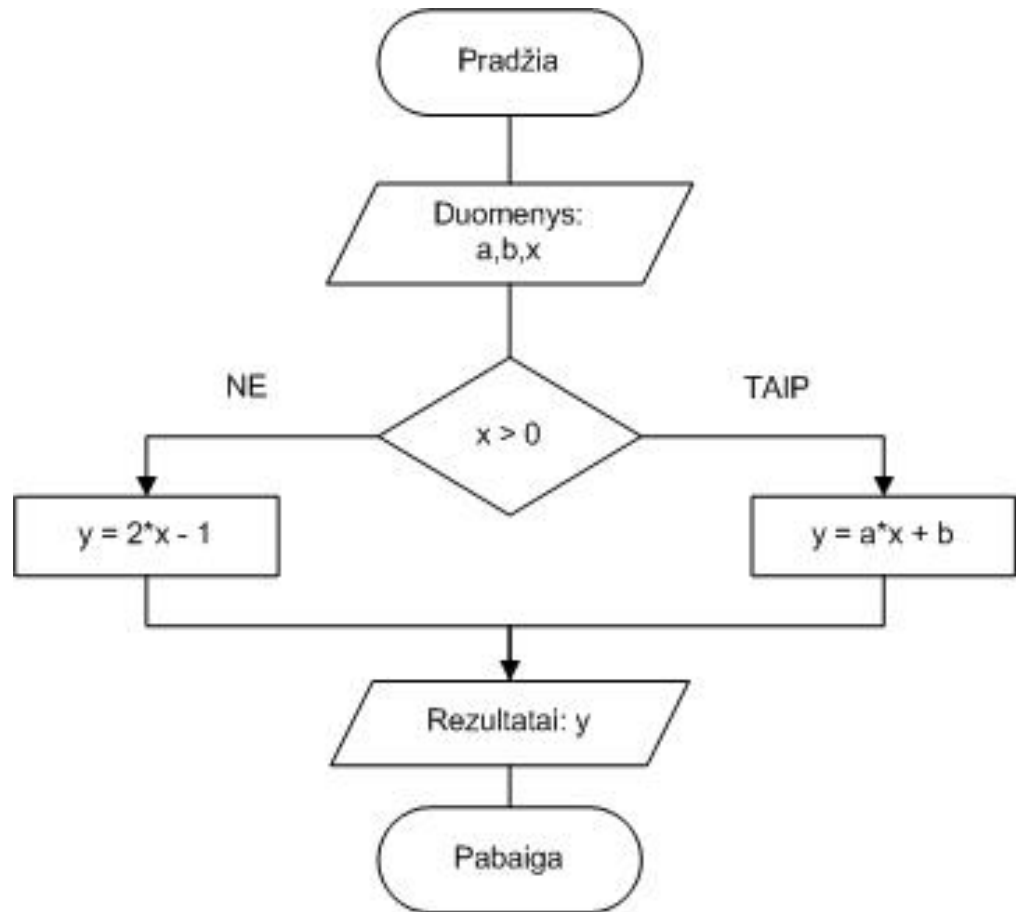 Pradžia
Duomenys:
a,b,x
NE
TAIP
x > 0
y = 2*x - 1
y = a*x + b
Rezultatai: y
Pabaiga